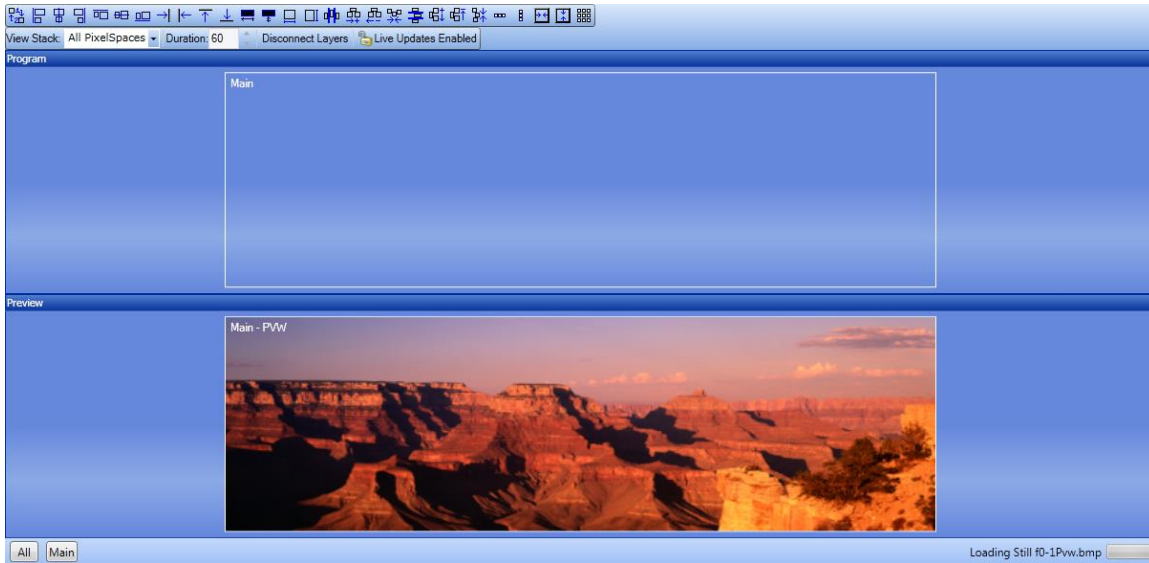 View Stack: All PixelSpaces Duration: 60 Disconnect Layers Live Updates Enabled
Program
Main
Preview
Main - PVW
All Main Loading Still f0-1Pvw.bmp